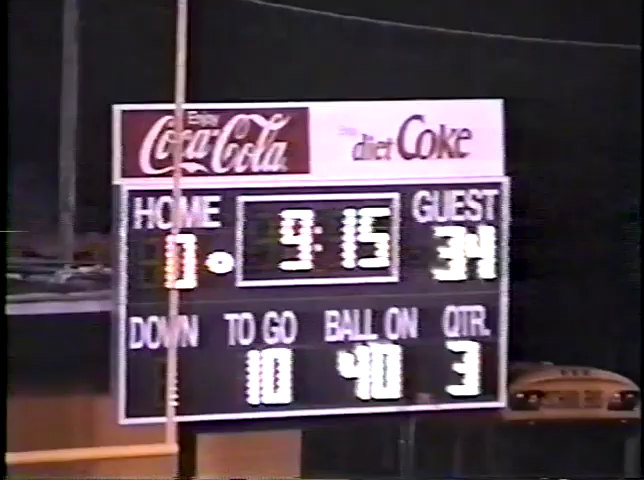 Enjoy
Coca-Cola
diet Coke
HOME 9:15 GUEST
0 34
DOWN TO GO BALL ON QTR.
1 10 40 3